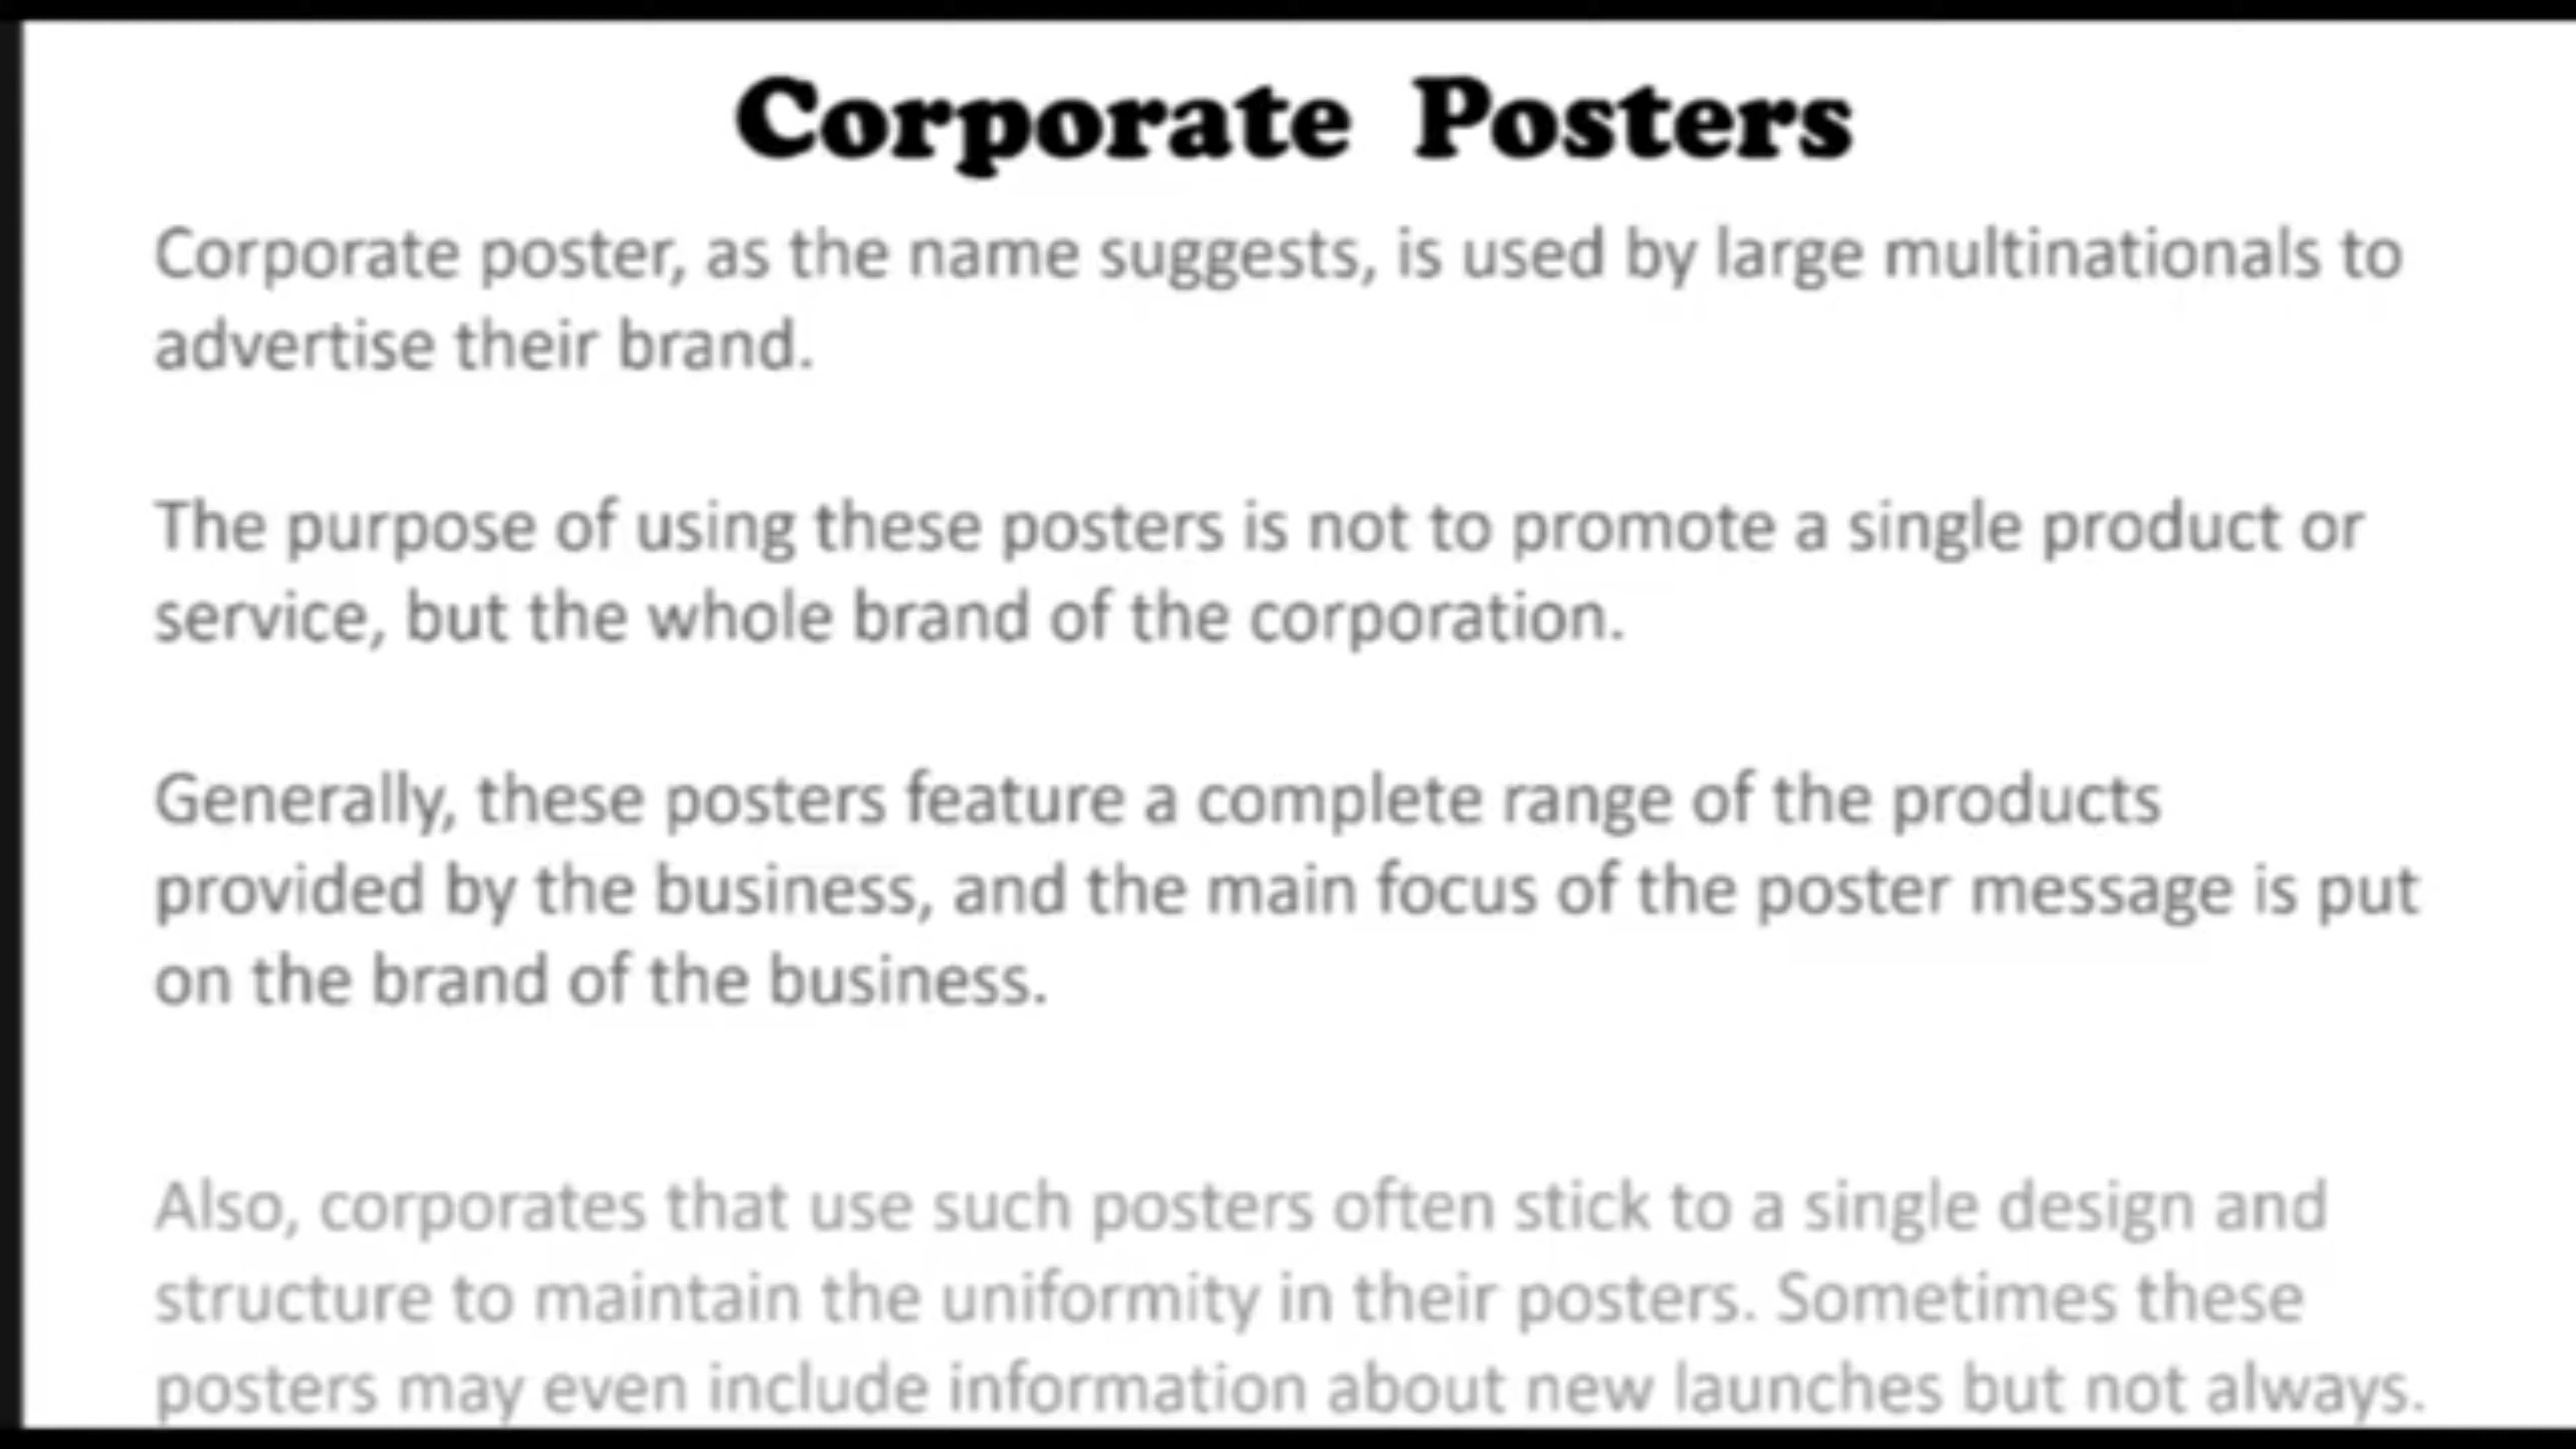 Corporate Posters
Corporate poster, as the name suggests, is used by large multinationals to
advertise their brand.
The purpose of using these posters is not to promote a single product or
service, but the whole brand of the corporation.
Generally, these posters feature a complete range of the products
provided by the business, and the main focus of the poster message is put
on the brand of the business.
Also, corporates that use such posters often stick to a single design and
structure to maintain the uniformity in their posters. Sometimes these
posters may even include information about new launches but not always.